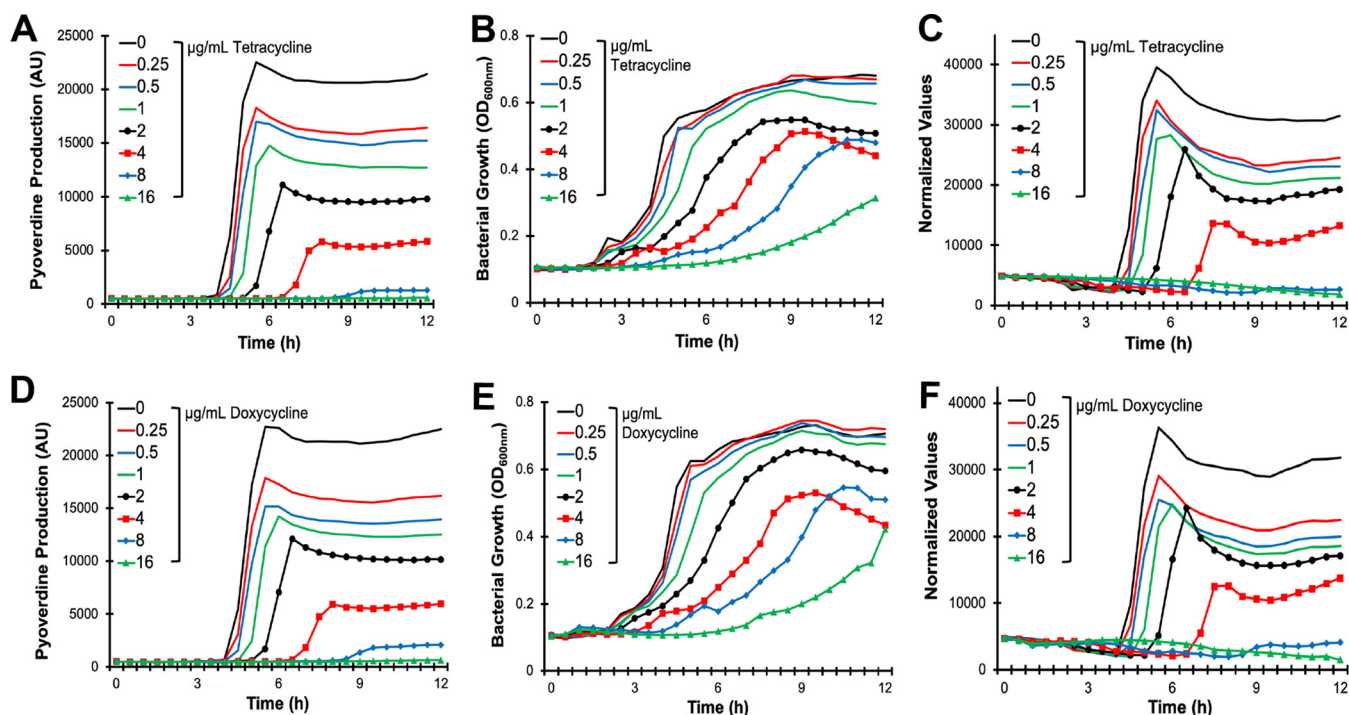 A
Pyoverdine Production (AU)
25000
20000
15000
10000
5000
0
0 3 6 9 12
Time (h)
0
0.25
0.5
1
2
4
8
16
µg/mL Tetracycline
B
Bacterial Growth (OD600nm)
0.8
0.6
0.4
0.2
0
0 3 6 9 12
Time (h)
0
0.25
0.5
1
2
4
8
16
µg/mL
Tetracycline
C
Normalized Values
40000
30000
20000
10000
0
0 3 6 9 12
Time (h)
0
0.25
0.5
1
2
4
8
16
µg/mL Tetracycline
D
Pyoverdine Production (AU)
25000
20000
15000
10000
5000
0
0 3 6 9 12
Time (h)
0
0.25
0.5
1
2
4
8
16
µg/mL Doxycycline
E
Bacterial Growth (OD600nm)
0.8
0.6
0.4
0.2
0
0 3 6 9 12
Time (h)
0
0.25
0.5
1
2
4
8
16
µg/mL
Doxycycline
F
Normalized Values
40000
30000
20000
10000
0
0 3 6 9 12
Time (h)
0
0.25
0.5
1
2
4
8
16
µg/mL Doxycycline